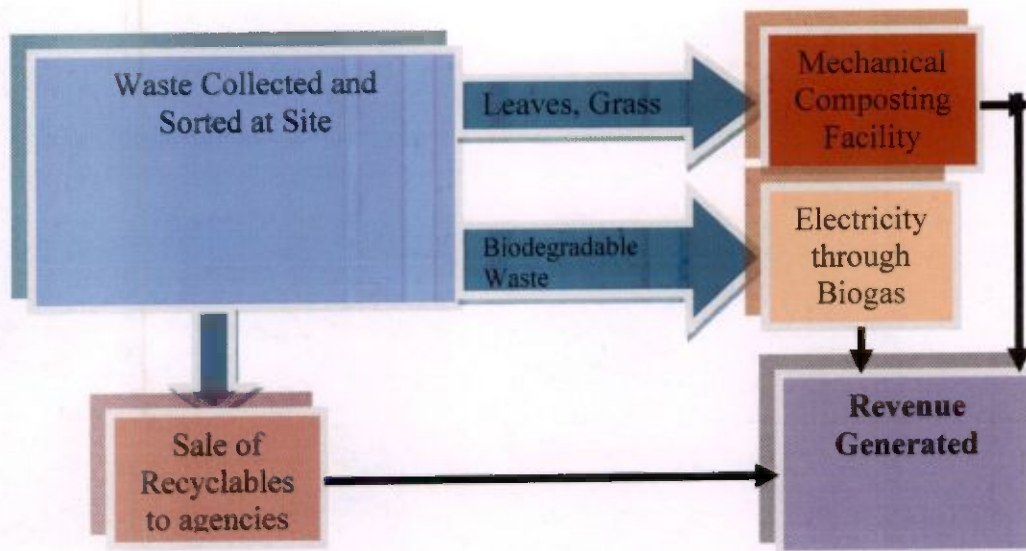 Waste Collected and
Sorted at Site
Leaves, Grass
Mechanical
Composting
Facility
Biodegradable
Waste
Electricity
through
Biogas
Sale of
Recyclables
to agencies
Revenue
Generated